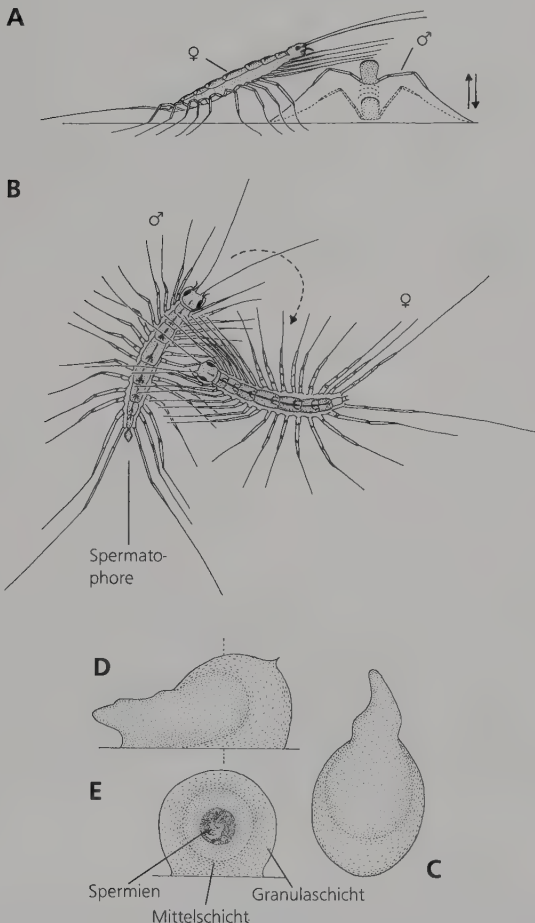 A
♀
♂
B
♂
♀
Spermato-
phore
D
E
C
Spermien
Granulaschicht
Mittelschicht